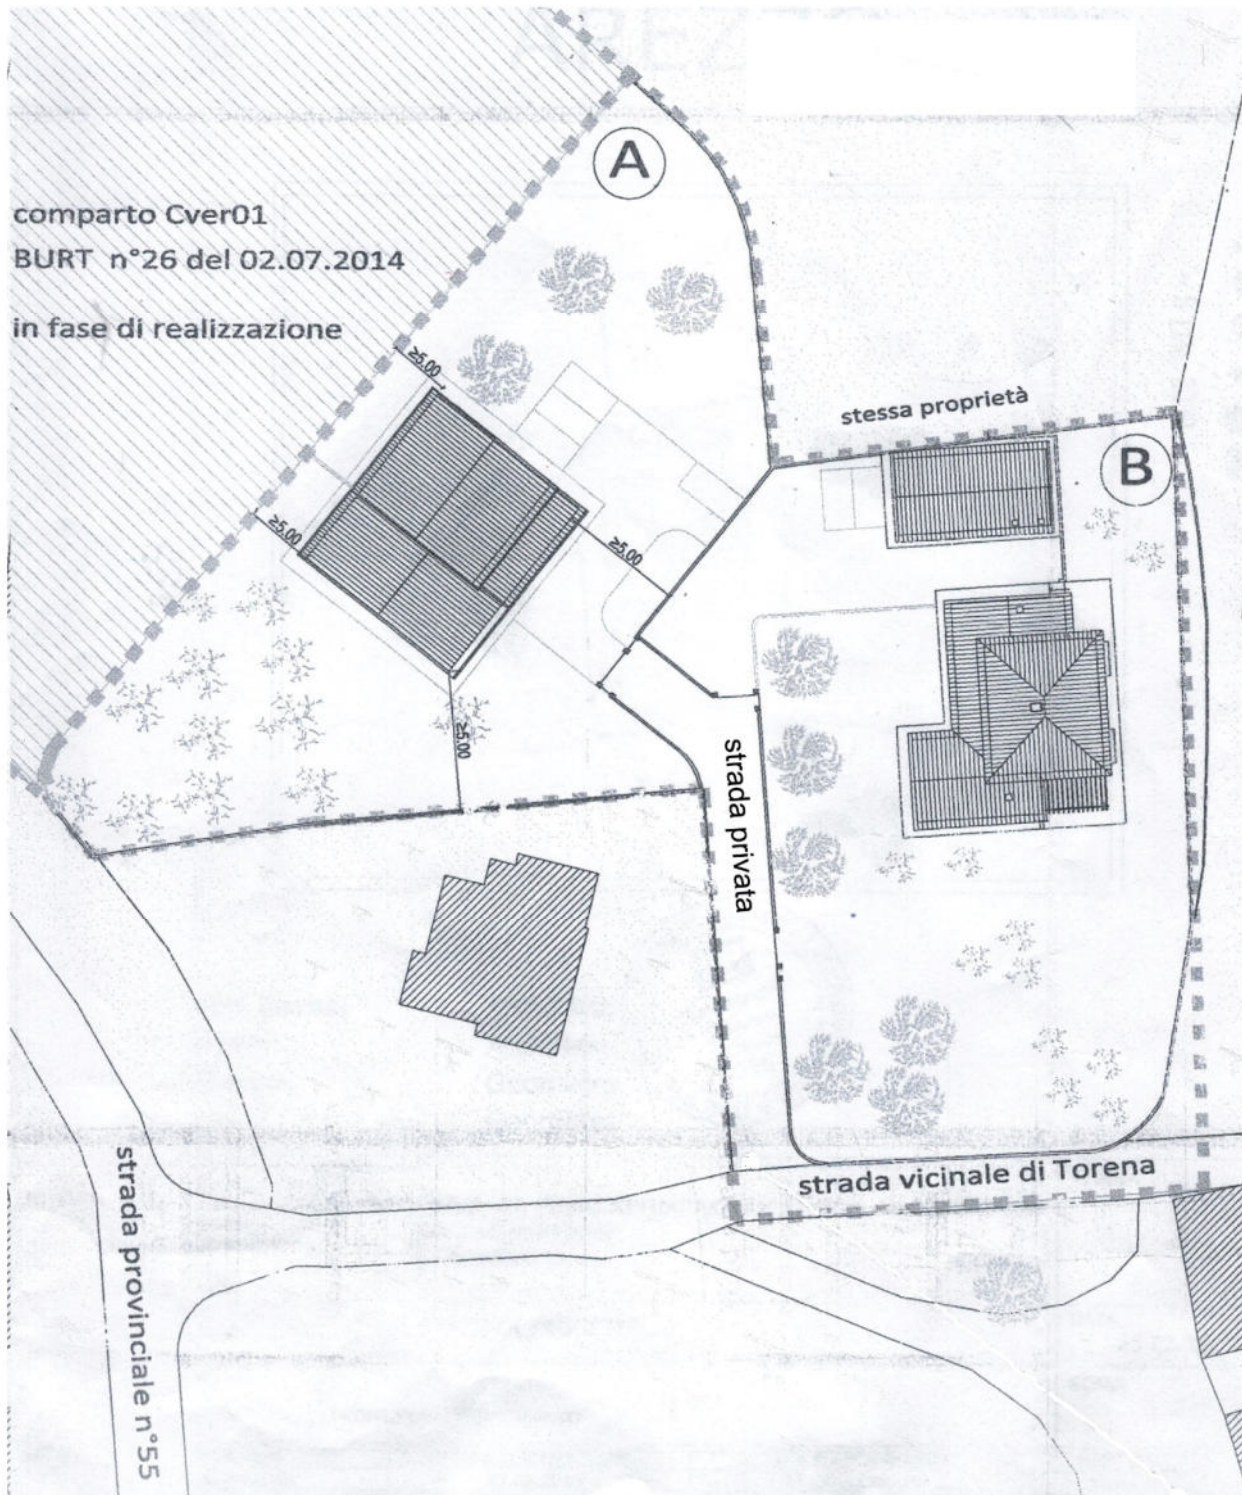 A
comparto Cver01
BURT n°26 del 02.07.2014
in fase di realizzazione
≥5.00
stessa proprietà
B
≥5.00
≥5.00
≥5.00
strada privata
strada vicinale di Torena
strada provinciale n°55